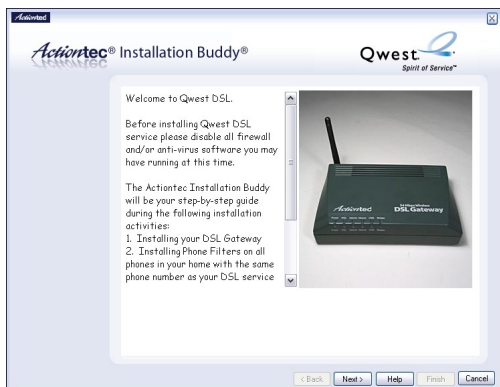 Actiontec
Actiontec® Installation Buddy®
Qwest.
Spirit of Service™
Welcome to Qwest DSL.
Before installing Qwest DSL
service please disable all firewall
and/or anti-virus software you may
have running at this time.
The Actiontec Installation Buddy
will be your step-by-step guide
during the following installation
activities:
1. Installing your DSL Gateway
2. Installing Phone Filters on all
phones in your home with the same
phone number as your DSL service
Actiontec
DSL Gateway
< Back
Next >
Help
Finish
Cancel